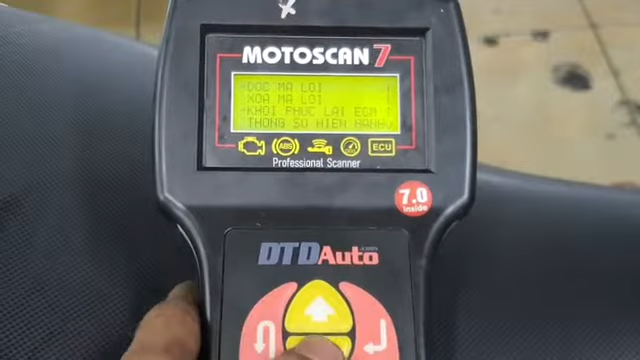 MOTOSCAN 7
-DOC MA LOI
-XOA MA LOI
-KHOI PHUC LAI ECM
THONG SO HIEN HANH
ABS
ECU
Professional Scanner
7.0
inside
DTDAuto